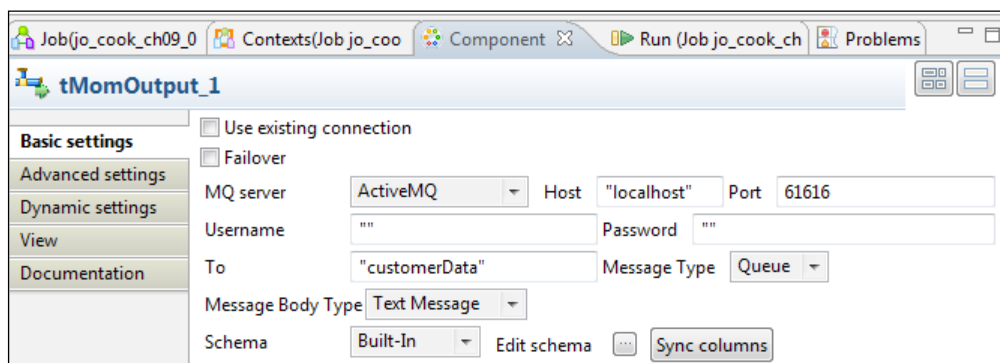 Job(jo_cook_ch09_0 Contexts(Job jo_coo Component Run (Job jo_cook_ch Problems
tMomOutput_1
Basic settings
Advanced settings
Dynamic settings
View
Documentation
Use existing connection
Failover
MQ server ActiveMQ Host "localhost" Port 61616
Username "" Password ""
To "customerData" Message Type Queue
Message Body Type Text Message
Schema Built-In Edit schema ... Sync columns